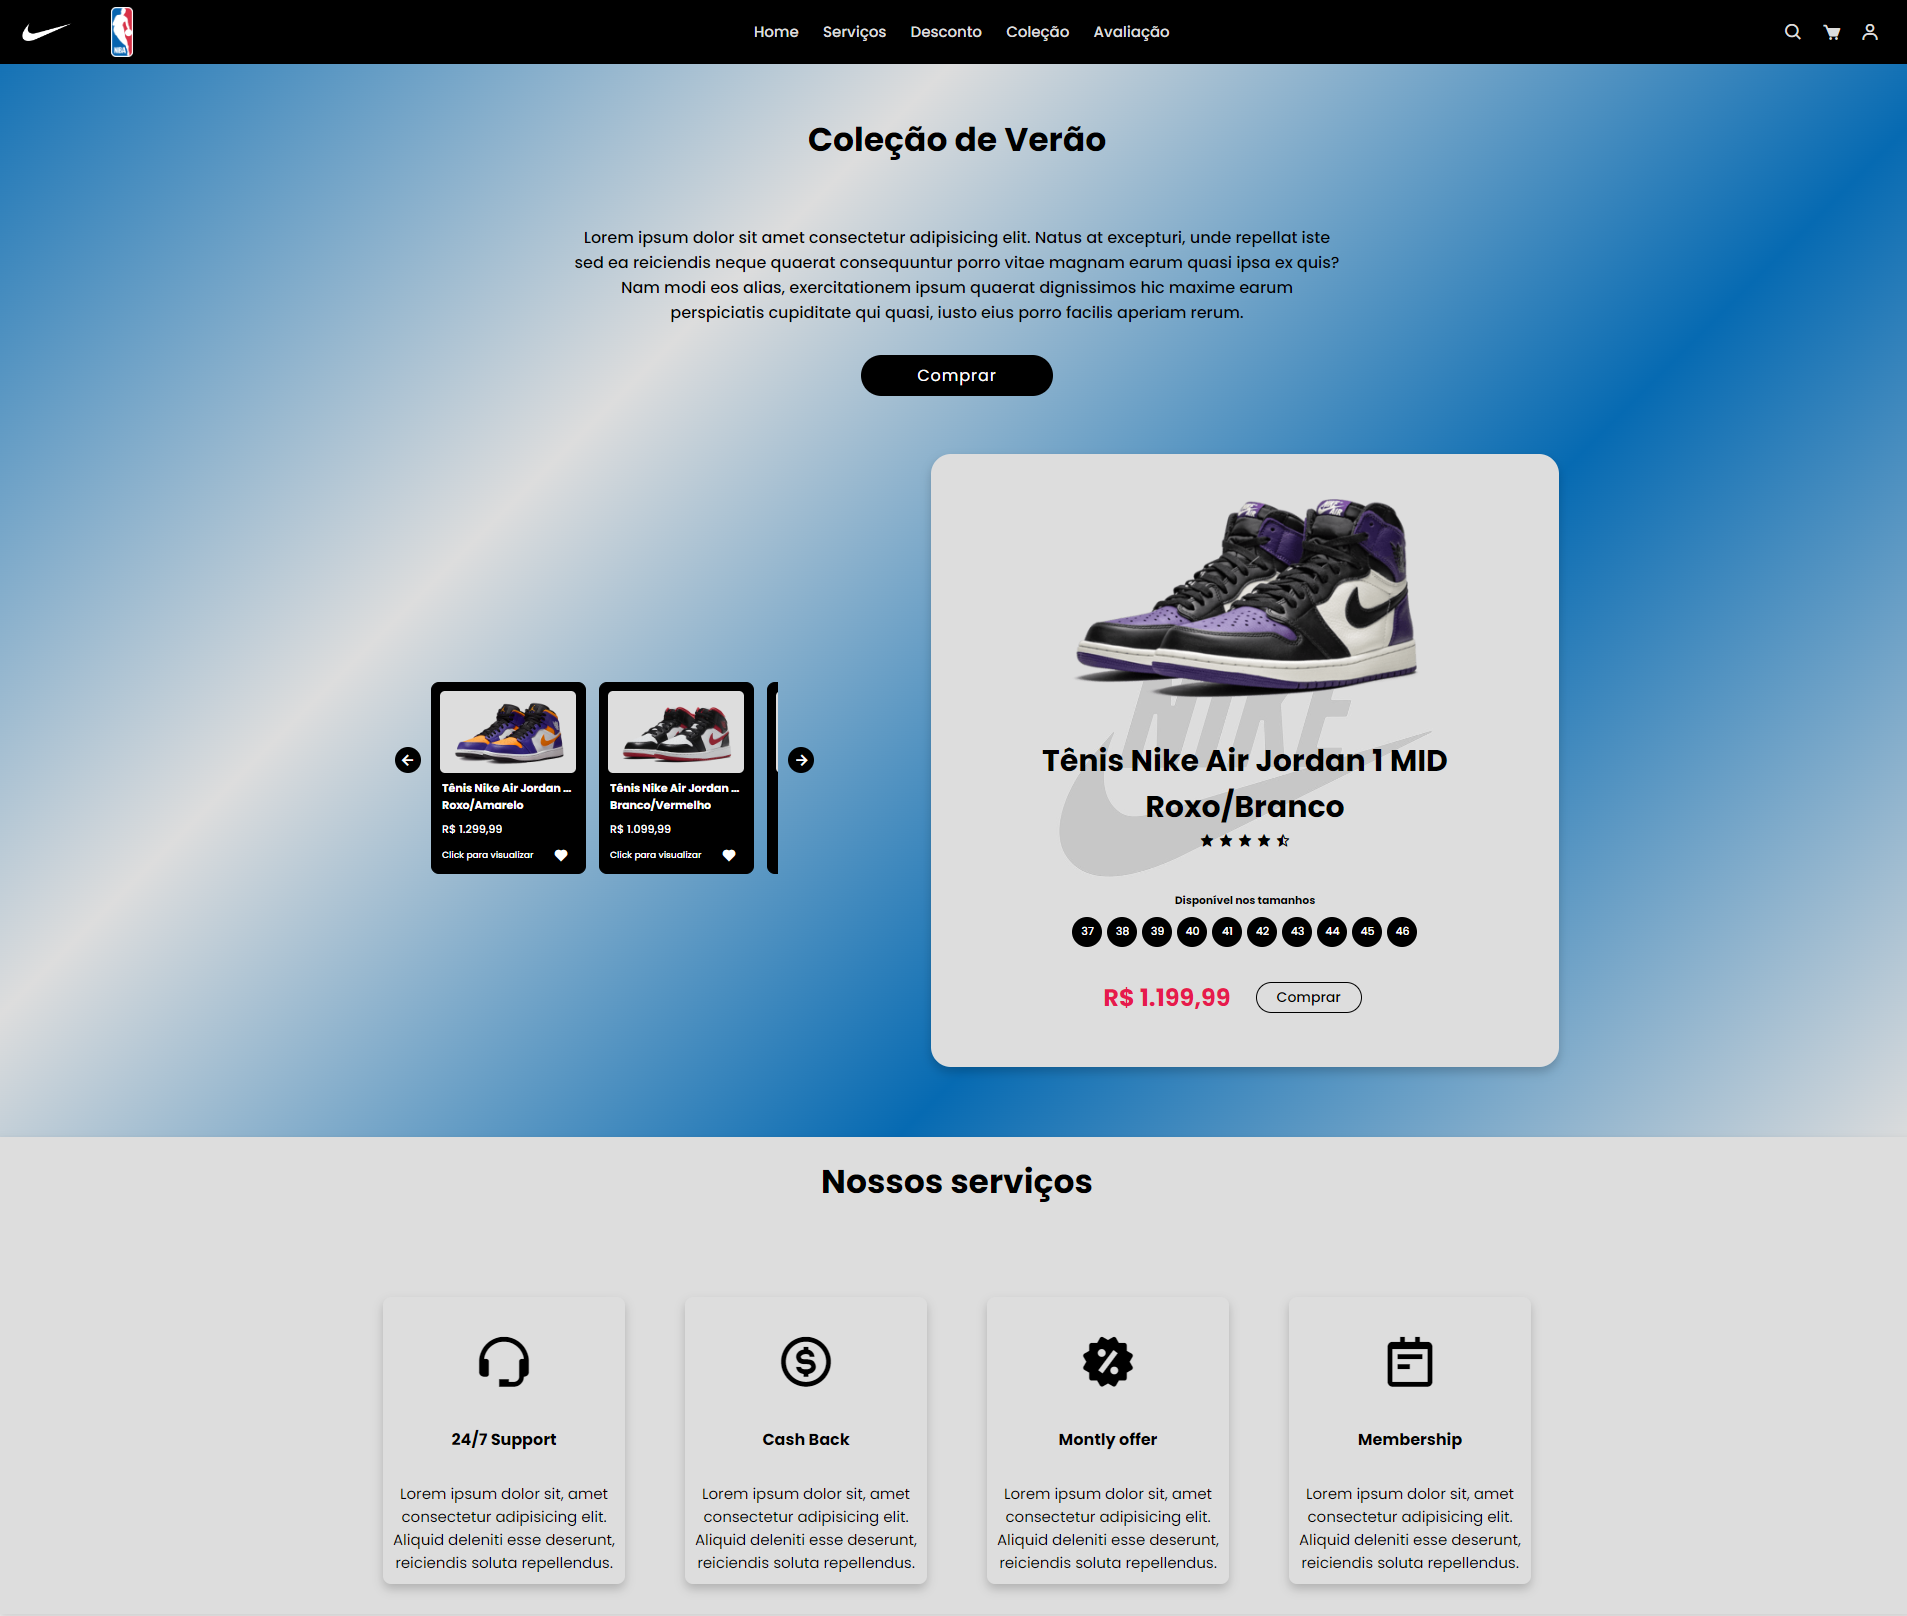 NBA
Home
Serviços
Desconto
Coleção
Avaliação
Coleção de Verão
Lorem ipsum dolor sit amet consectetur adipisicing elit. Natus at excepturi, unde repellat iste
sed ea reiciendis neque quaerat consequuntur porro vitae magnam earum quasi ipsa ex quis?
Nam modi eos alias, exercitationem ipsum quaerat dignissimos hic maxime earum
perspiciatis cupiditate qui quasi, iusto eius porro facilis aperiam rerum.
Comprar
Tênis Nike Air Jordan ...
Roxo/Amarelo
R$ 1.299,99
Click para visualizar
Tênis Nike Air Jordan ...
Branco/Vermelho
R$ 1.099,99
Click para visualizar
NIKE
Tênis Nike Air Jordan 1 MID
Roxo/Branco
Disponível nos tamanhos
37 38 39 40 41 42 43 44 45 46
R$ 1.199,99
Comprar
Nossos serviços
24/7 Support
Lorem ipsum dolor sit, amet
consectetur adipisicing elit.
Aliquid deleniti esse deserunt,
reiciendis soluta repellendus.
Cash Back
Lorem ipsum dolor sit, amet
consectetur adipisicing elit.
Aliquid deleniti esse deserunt,
reiciendis soluta repellendus.
Montly offer
Lorem ipsum dolor sit, amet
consectetur adipisicing elit.
Aliquid deleniti esse deserunt,
reiciendis soluta repellendus.
Membership
Lorem ipsum dolor sit, amet
consectetur adipisicing elit.
Aliquid deleniti esse deserunt,
reiciendis soluta repellendus.